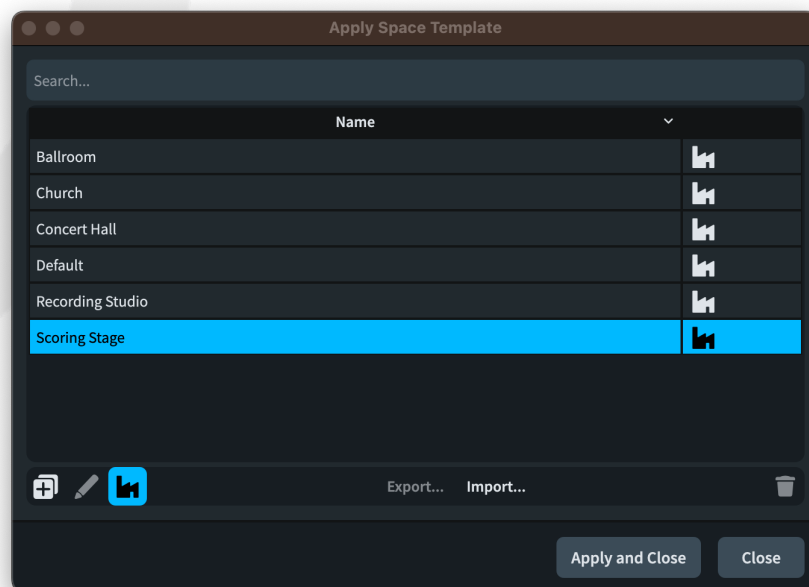 Apply Space Template
Search...
Name
Ballroom
Church
Concert Hall
Default
Recording Studio
Scoring Stage
Export... Import...
Apply and Close Close